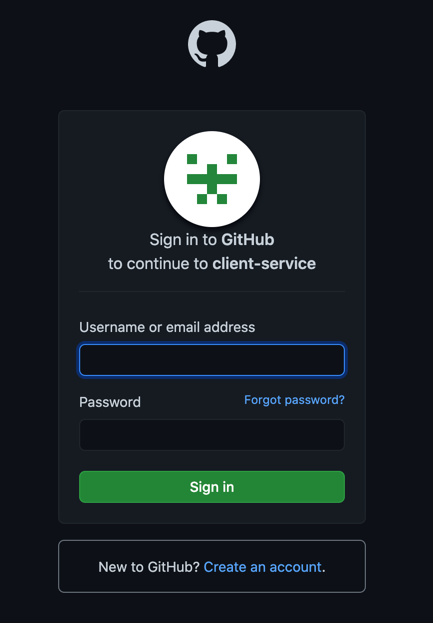 Sign in to GitHub
to continue to client-service
Username or email address
Password
Forgot password?
Sign in
New to GitHub? Create an account.